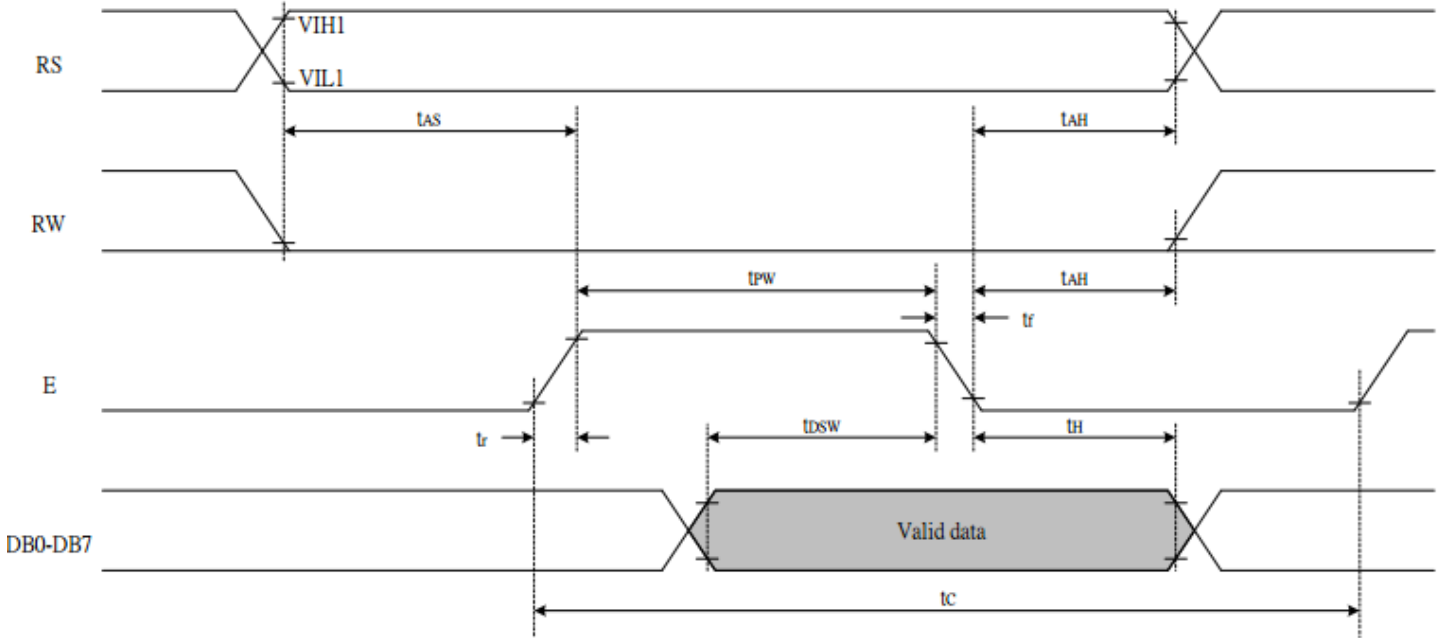 VIH1
RS
VIL1
tAS
tAH
RW
tPW
tAH
tf
E
tr
tDSW
tH
DB0-DB7
Valid data
tC